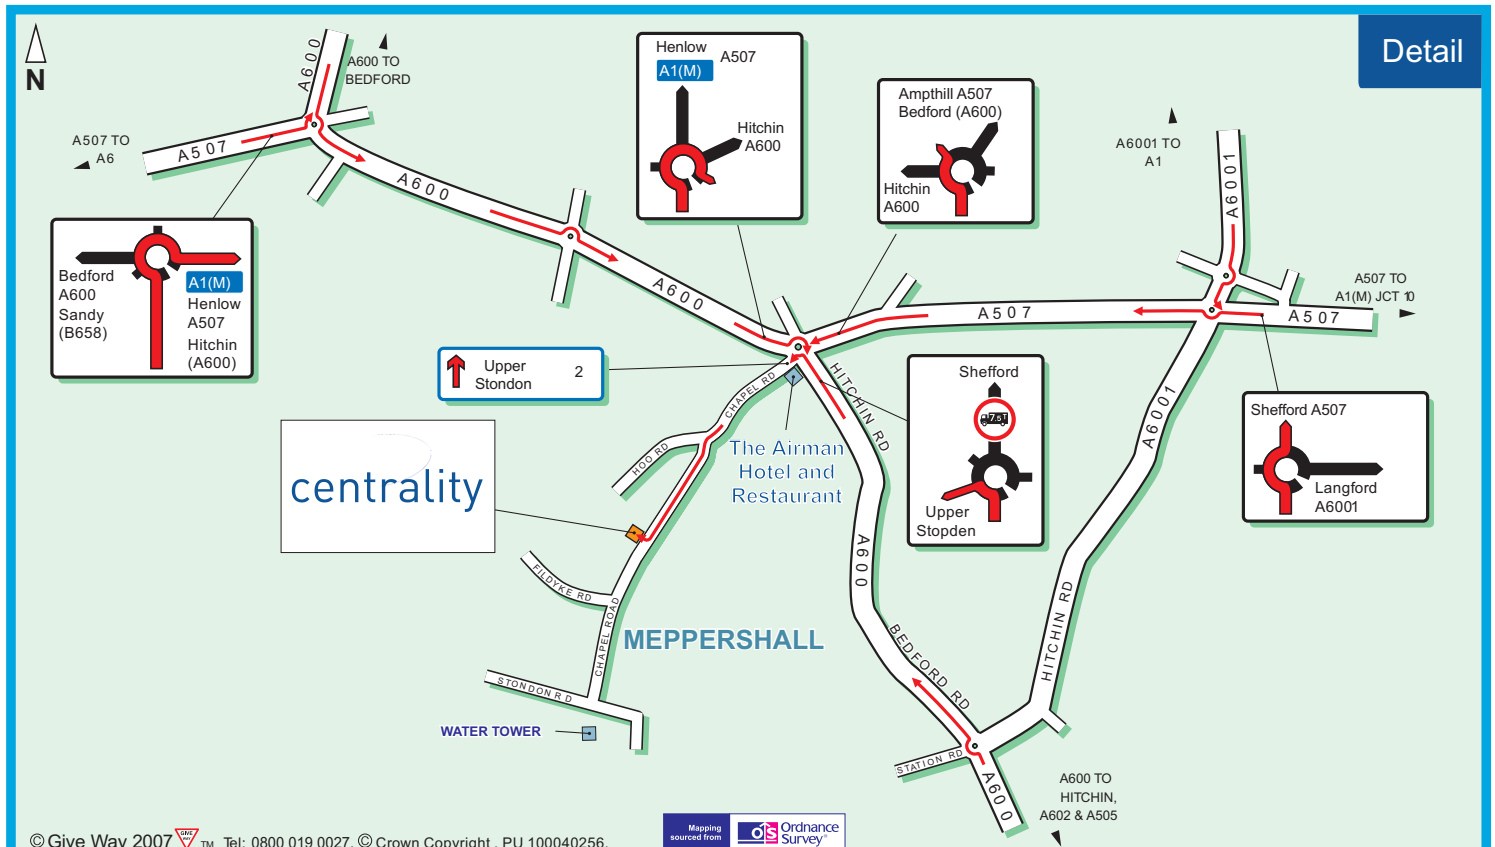 Detail
N
A600
A600 TO
BEDFORD
A507 TO
A6
A507
A600
Henlow
A507
A1(M)
Hitchin
A600
Ampthill A507
Bedford (A600)
Hitchin
A600
A6001 TO
A1
A6001
Bedford
A600
Sandy
(B658)
A1(M)
Henlow
A507
Hitchin
(A600)
A600
A507
A507 TO
A1(M) JCT 10
A507
Upper
Stondon
2
CHAPEL RD
HITCHIN RD
HOO RD
The Airman
Hotel and
Restaurant
centrality
Shefford
7.5T
Upper
Stopden
A6001
Shefford A507
Langford
A6001
A600
FILDYKE RD
CHAPEL ROAD
MEPPERSHALL
BEDFORD RD
HITCHIN RD
STONDON RD
WATER TOWER
STATION RD
A600
A600 TO
HITCHIN,
A602 & A505
© Give Way 2007 GIVE WAY TM Tel: 0800 019 0027. © Crown Copyright . PU 100040256.
Mapping
sourced from
OS
Ordnance
Survey®